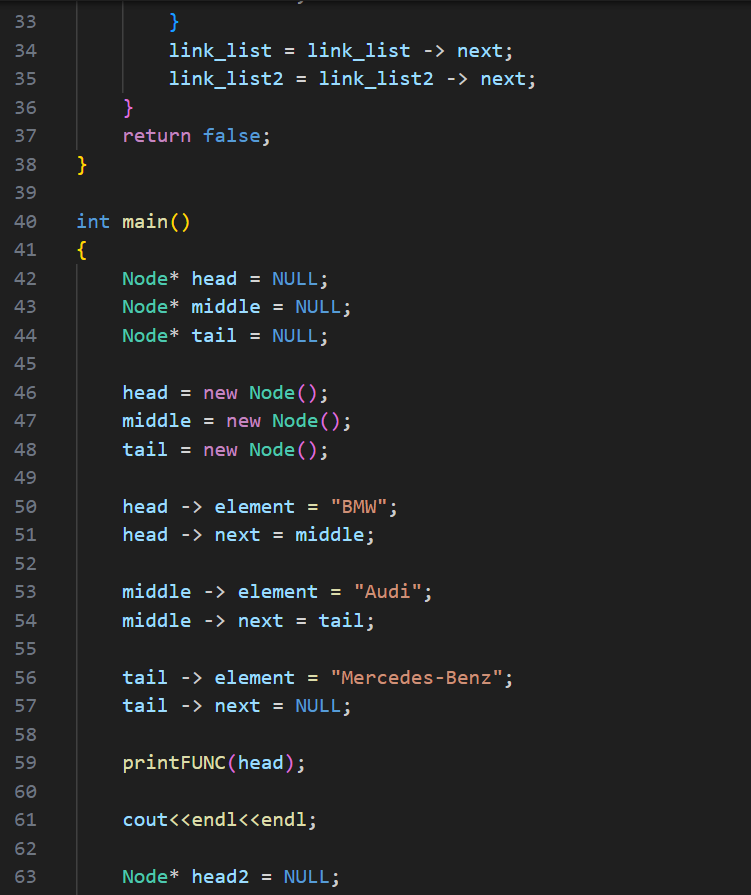 33 }
34 link_list = link_list -> next;
35 link_list2 = link_list2 -> next;
36 }
37 return false;
38 }
39
40 int main()
41 {
42 Node* head = NULL;
43 Node* middle = NULL;
44 Node* tail = NULL;
45
46 head = new Node();
47 middle = new Node();
48 tail = new Node();
49
50 head -> element = "BMW";
51 head -> next = middle;
52
53 middle -> element = "Audi";
54 middle -> next = tail;
55
56 tail -> element = "Mercedes-Benz";
57 tail -> next = NULL;
58
59 printFUNC(head);
60
61 cout<<endl<<endl;
62
63 Node* head2 = NULL;